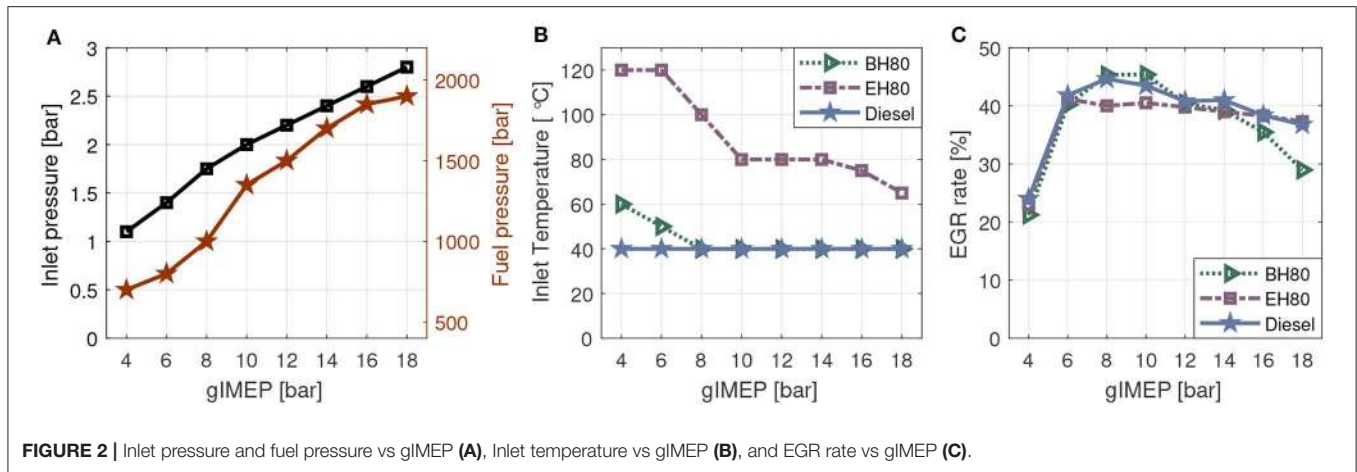 A
3
2.5
2
1.5
1
0.5
0
Inlet pressure [bar]
2000
1500
1000
500
Fuel pressure [bar]
4 6 8 10 12 14 16 18
gIMEP [bar]
B
120
100
80
60
40
20
0
Inlet Temperature [ °C]
BH80
EH80
Diesel
4 6 8 10 12 14 16 18
gIMEP [bar]
C
50
40
30
20
10
0
EGR rate [%]
BH80
EH80
Diesel
4 6 8 10 12 14 16 18
gIMEP [bar]
FIGURE 2 | Inlet pressure and fuel pressure vs gIMEP (A), Inlet temperature vs gIMEP (B), and EGR rate vs gIMEP (C).